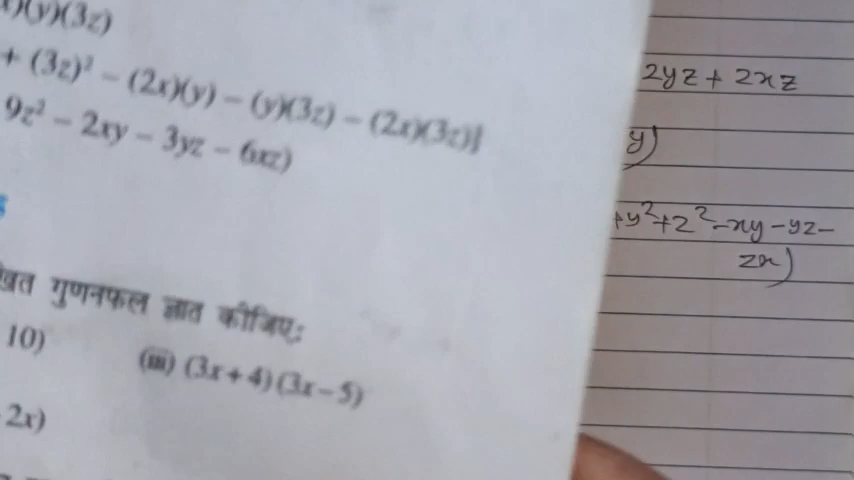 (y)(3z)
+ (3z)² – (2x)(y) – (y)(3z) – (2x)(3z)]
9z² – 2xy – 3yz – 6xz)
गुणनफल ज्ञात कीजिए:
10)
(iii) (3x + 4) (3x – 5)
2x)
2yz + 2xz
y)
+y²+z²-xy-yz-
zx)